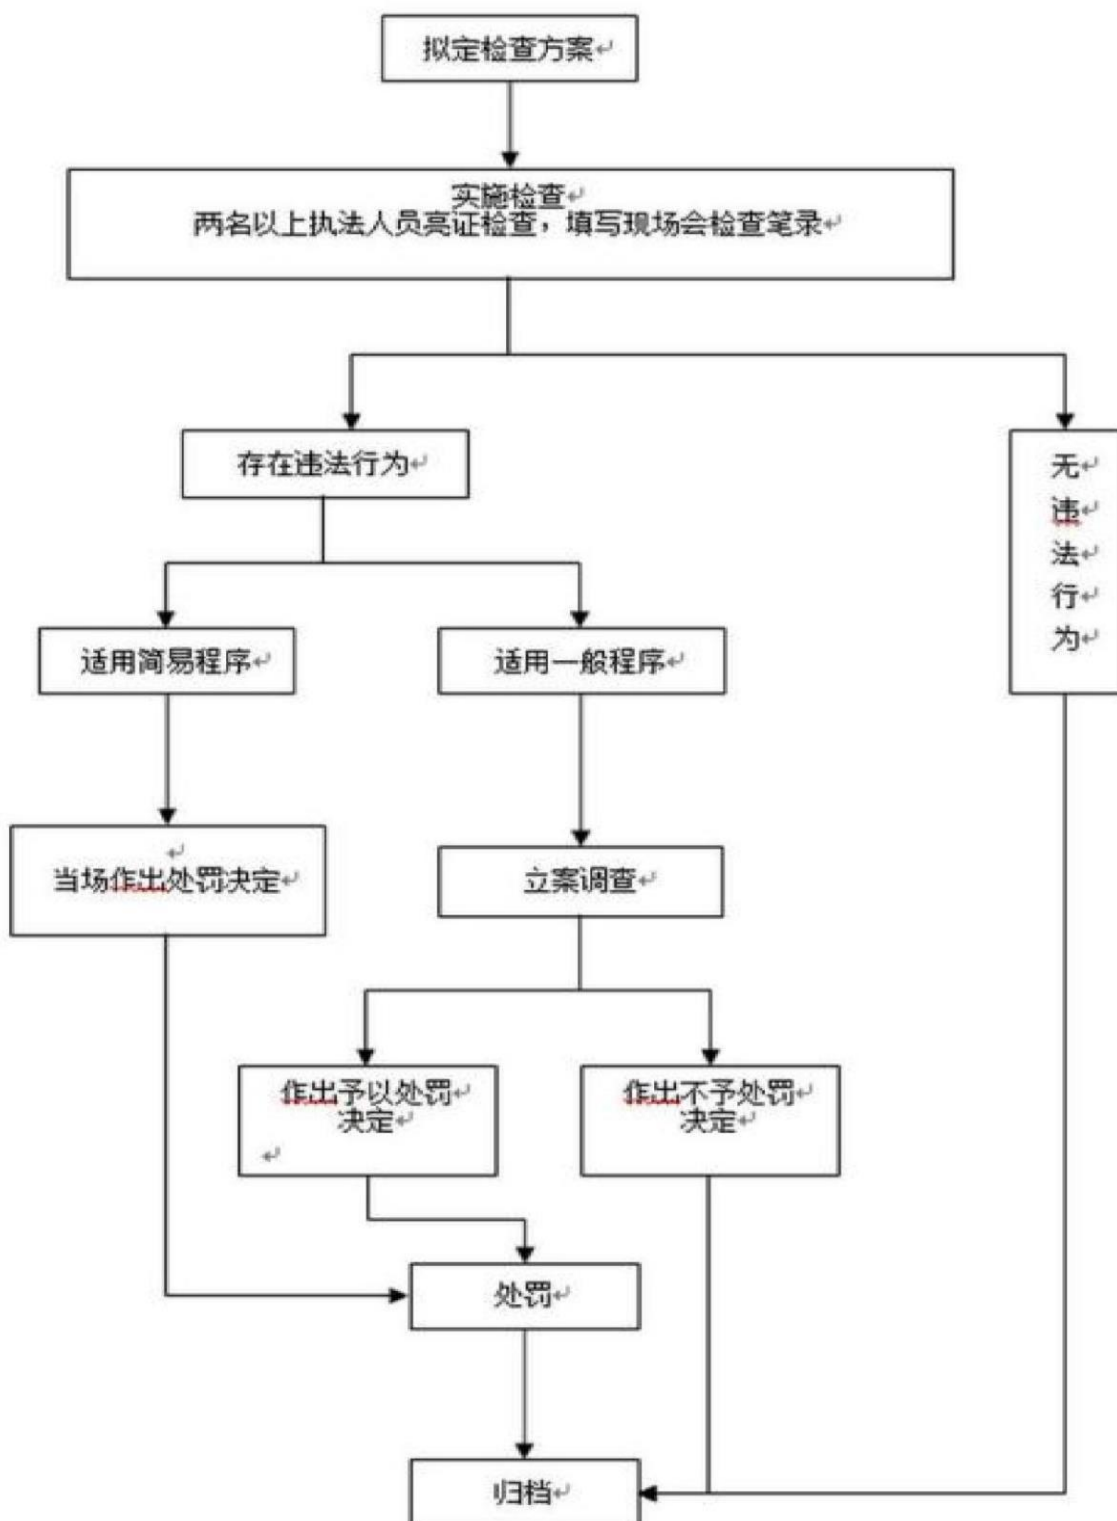 拟定检查方案
实施检查
两名以上执法人员亮证检查，填写现场会检查笔录
存在违法行为
无
违
法
行
为
适用简易程序
适用一般程序
当场作出处罚决定
立案调查
作出予以处罚
决定
作出不予处罚
决定
处罚
归档